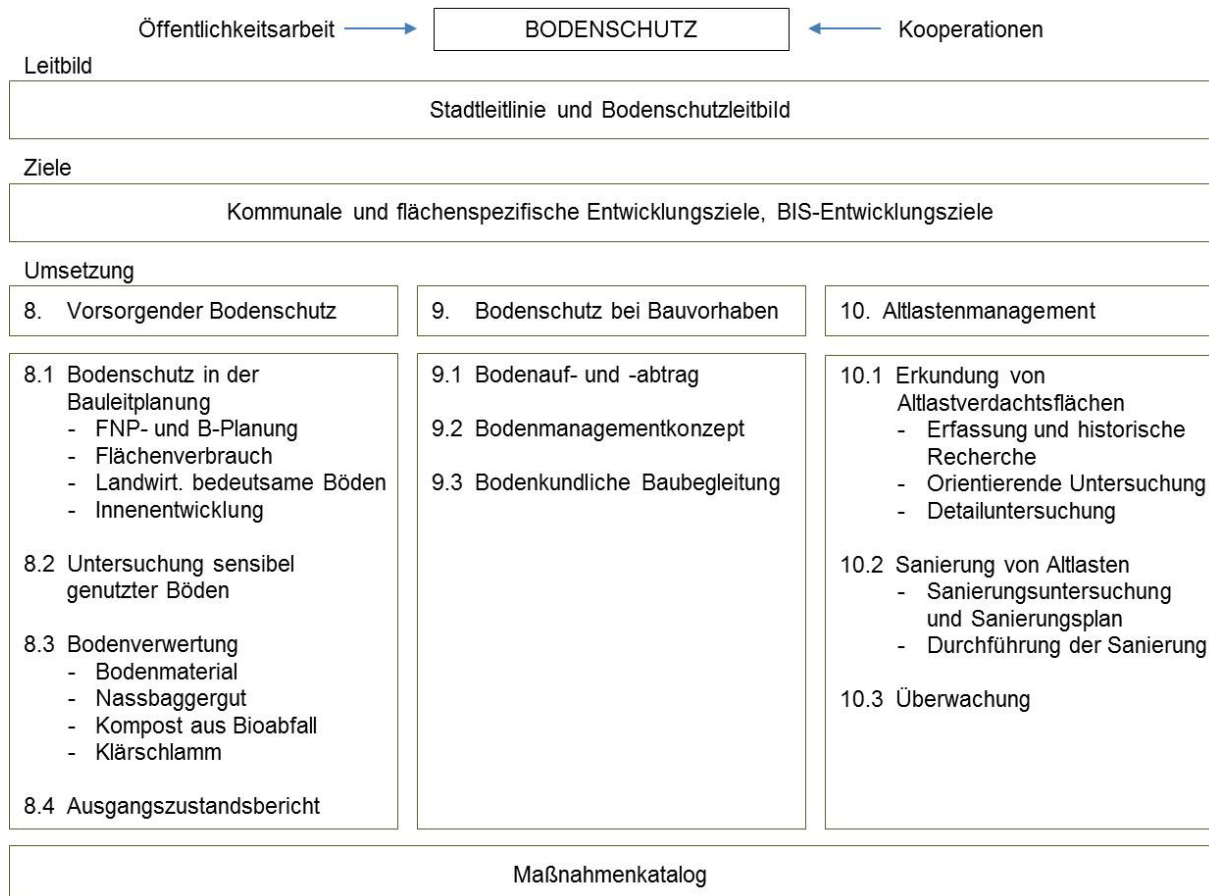 Öffentlichkeitsarbeit
BODENSCHUTZ
Kooperationen
Leitbild
Stadtleitlinie und Bodenschutzleitbild
Ziele
Kommunale und flächenspezifische Entwicklungsziele, BIS-Entwicklungsziele
Umsetzung
8. Vorsorgender Bodenschutz
8.1 Bodenschutz in der
Bauleitplanung
- FNP- und B-Planung
- Flächenverbrauch
- Landwirt. bedeutsame Böden
- Innenentwicklung
8.2 Untersuchung sensibel
genutzter Böden
8.3 Bodenverwertung
- Bodenmaterial
- Nassbaggergut
- Kompost aus Bioabfall
- Klärschlamm
8.4 Ausgangszustandsbericht
9. Bodenschutz bei Bauvorhaben
9.1 Bodenauf- und -abtrag
9.2 Bodenmanagementkonzept
9.3 Bodenkundliche Baubegleitung
10. Altlastenmanagement
10.1 Erkundung von
Altlastverdachtsflächen
- Erfassung und historische
Recherche
- Orientierende Untersuchung
- Detailuntersuchung
10.2 Sanierung von Altlasten
- Sanierungsuntersuchung
und Sanierungsplan
- Durchführung der Sanierung
10.3 Überwachung
Maßnahmenkatalog